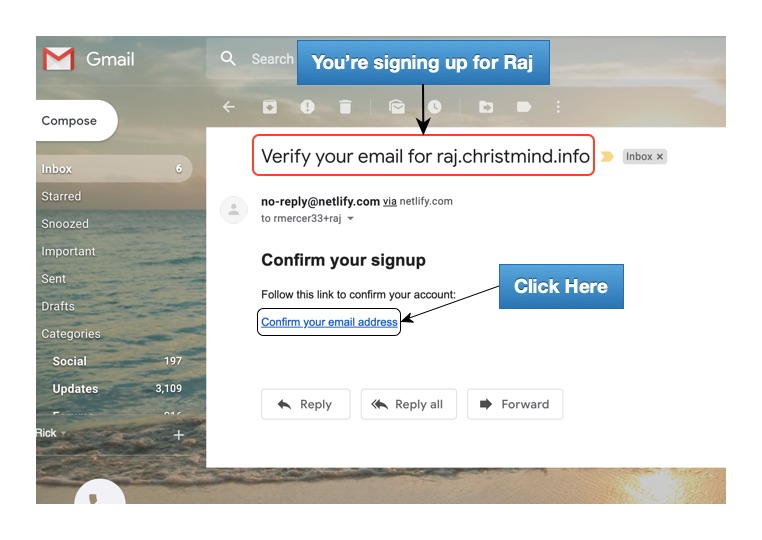 Gmail
Search
You're signing up for Raj
Compose
Verify your email for raj.christmind.info
Inbox ×
Inbox 6
Starred
Snoozed
Important
Sent
Drafts
Categories
Social 197
Updates 3,109
Rick
+
no-reply@netlify.com via netlify.com
to rmercer33+raj
Confirm your signup
Follow this link to confirm your account:
Click Here
Confirm your email address
Reply
Reply all
Forward